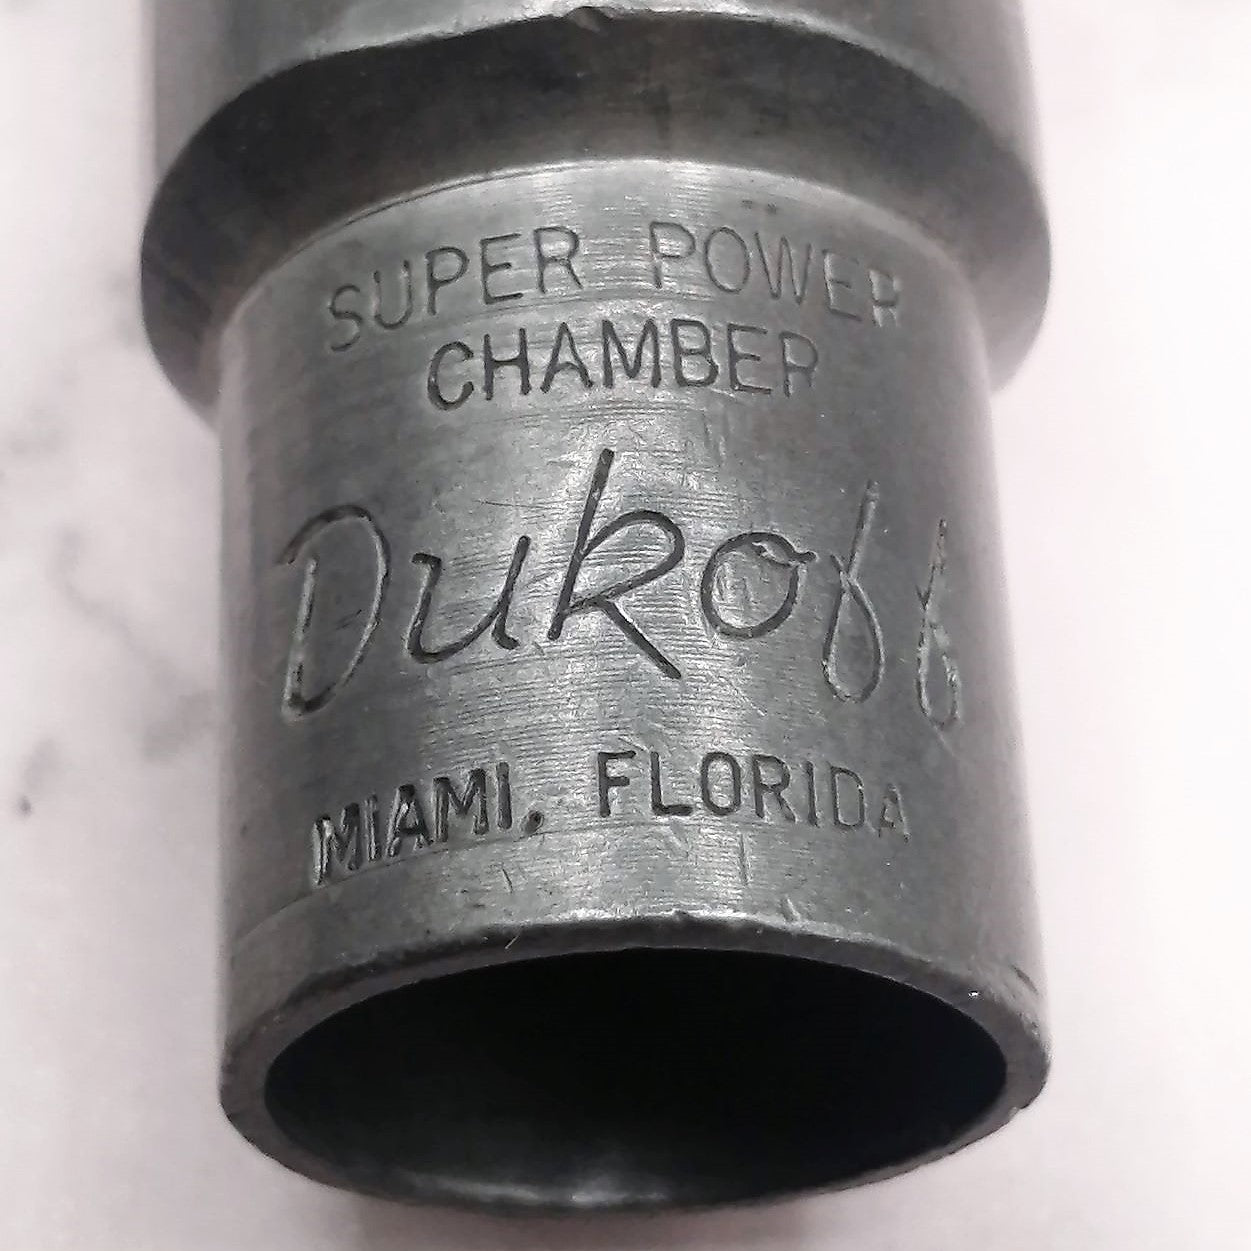 SUPER POWER
CHAMBER
Dukoff
MIAMI, FLORIDA